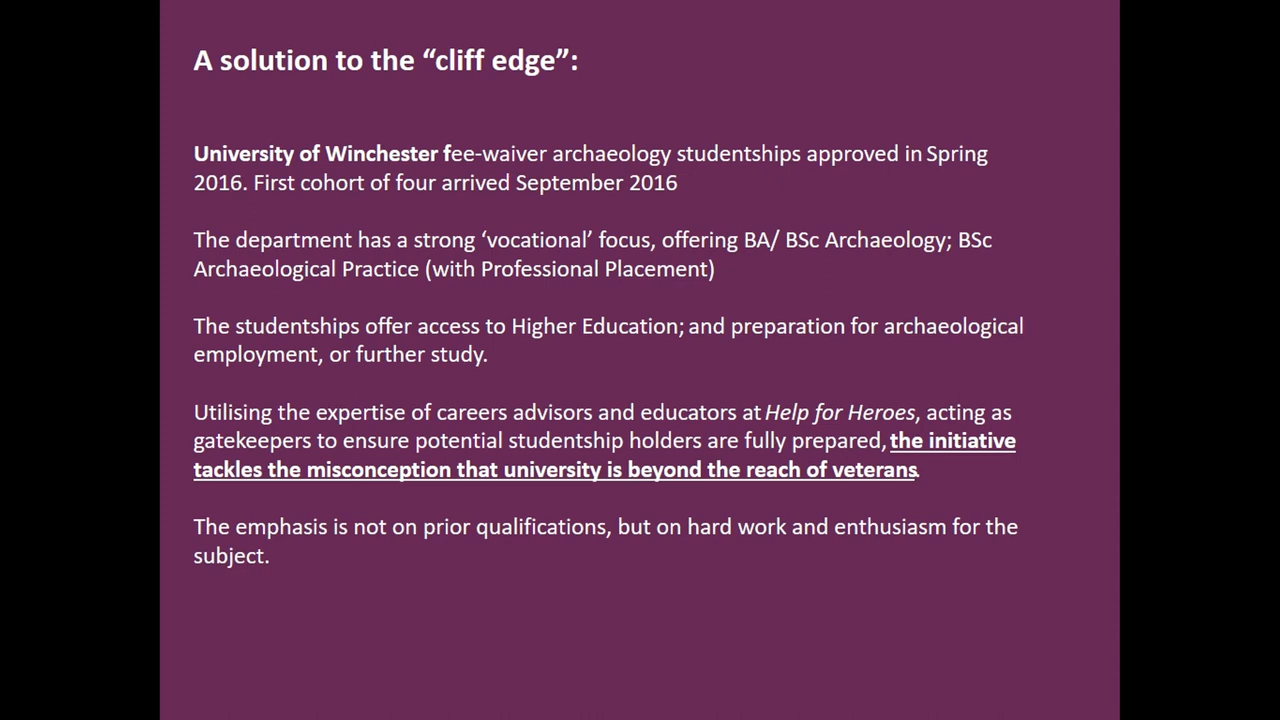 A solution to the “cliff edge”:
University of Winchester fee-waiver archaeology studentships approved in Spring
2016. First cohort of four arrived September 2016
The department has a strong ‘vocational’ focus, offering BA/ BSc Archaeology; BSc
Archaeological Practice (with Professional Placement)
The studentships offer access to Higher Education; and preparation for archaeological
employment, or further study.
Utilising the expertise of careers advisors and educators at Help for Heroes, acting as
gatekeepers to ensure potential studentship holders are fully prepared, the initiative
tackles the misconception that university is beyond the reach of veterans.
The emphasis is not on prior qualifications, but on hard work and enthusiasm for the
subject.